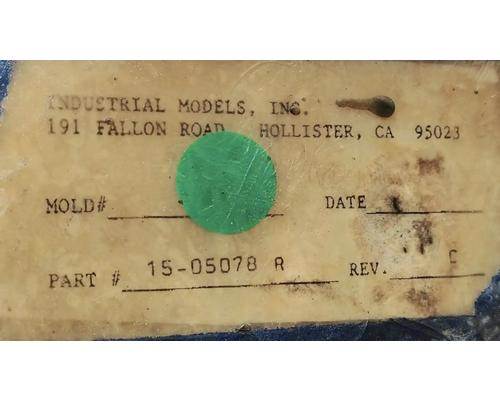 INDUSTRIAL MODELS, INC.
191 FALLON ROAD HOLLISTER, CA 95023
MOLD# DATE
PART # 15-05078 R REV. C